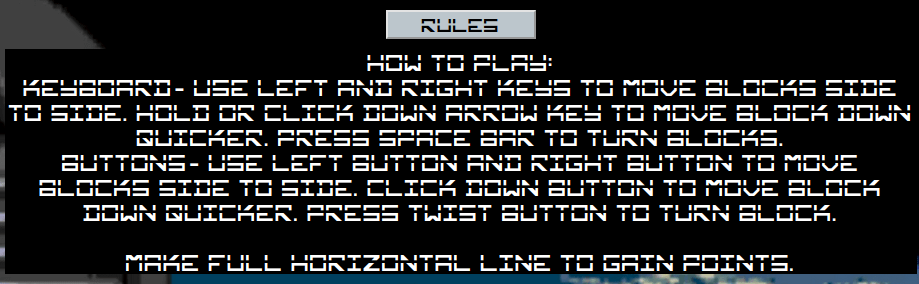 RULES
HOW TO PLAY:
KEYBOARD- USE LEFT AND RIGHT KEYS TO MOVE BLOCKS SIDE
TO SIDE. HOLD OR CLICK DOWN ARROW KEY TO MOVE BLOCK DOWN
QUICKER. PRESS SPACE BAR TO TURN BLOCKS.
BUTTONS- USE LEFT BUTTON AND RIGHT BUTTON TO MOVE
BLOCKS SIDE TO SIDE. CLICK DOWN BUTTON TO MOVE BLOCK
DOWN QUICKER. PRESS TWIST BUTTON TO TURN BLOCK.
MAKE FULL HORIZONTAL LINE TO GAIN POINTS.